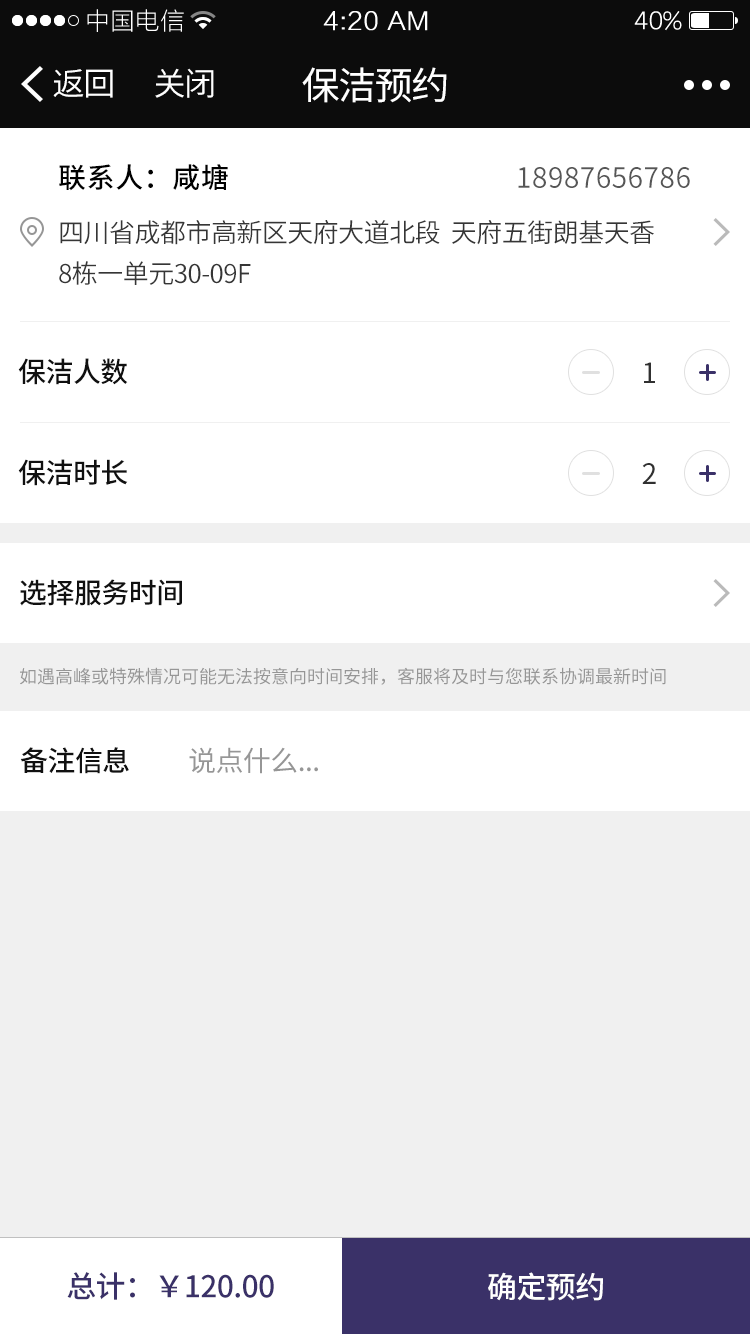 中国电信 4:20 AM 40%
返回 关闭 保洁预约
联系人：咸塘 18987656786
四川省成都市高新区天府大道北段 天府五街朗基天香
8栋一单元30-09F
保洁人数 1
保洁时长 2
选择服务时间
如遇高峰或特殊情况可能无法按意向时间安排，客服将及时与您联系协调最新时间
备注信息 说点什么...
总计：￥120.00 确定预约